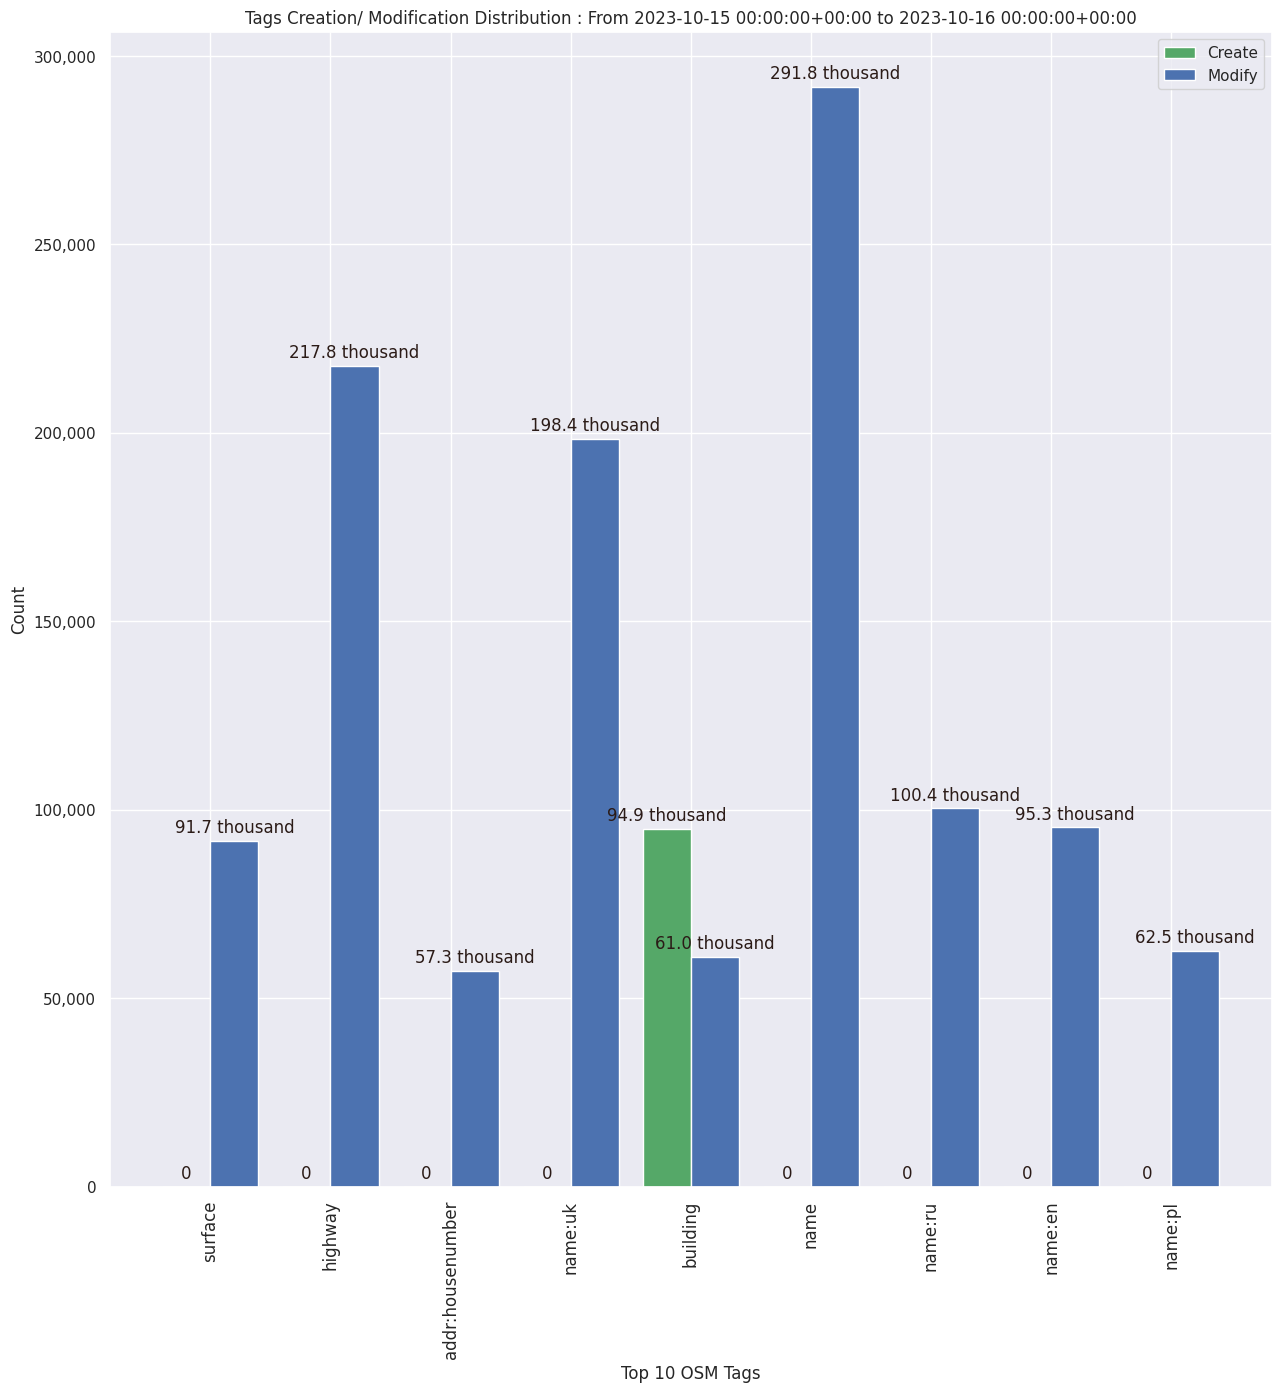 Tags Creation/ Modification Distribution : From 2023-10-15 00:00:00+00:00 to 2023-10-16 00:00:00+00:00
Create
Modify
300,000
250,000
200,000
150,000
100,000
50,000
0
Count
91.7 thousand
217.8 thousand
57.3 thousand
198.4 thousand
94.9 thousand
61.0 thousand
291.8 thousand
100.4 thousand
95.3 thousand
62.5 thousand
0
0
0
0
0
0
0
0
surface
highway
addr:housenumber
name:uk
building
name
name:ru
name:en
name:pl
Top 10 OSM Tags